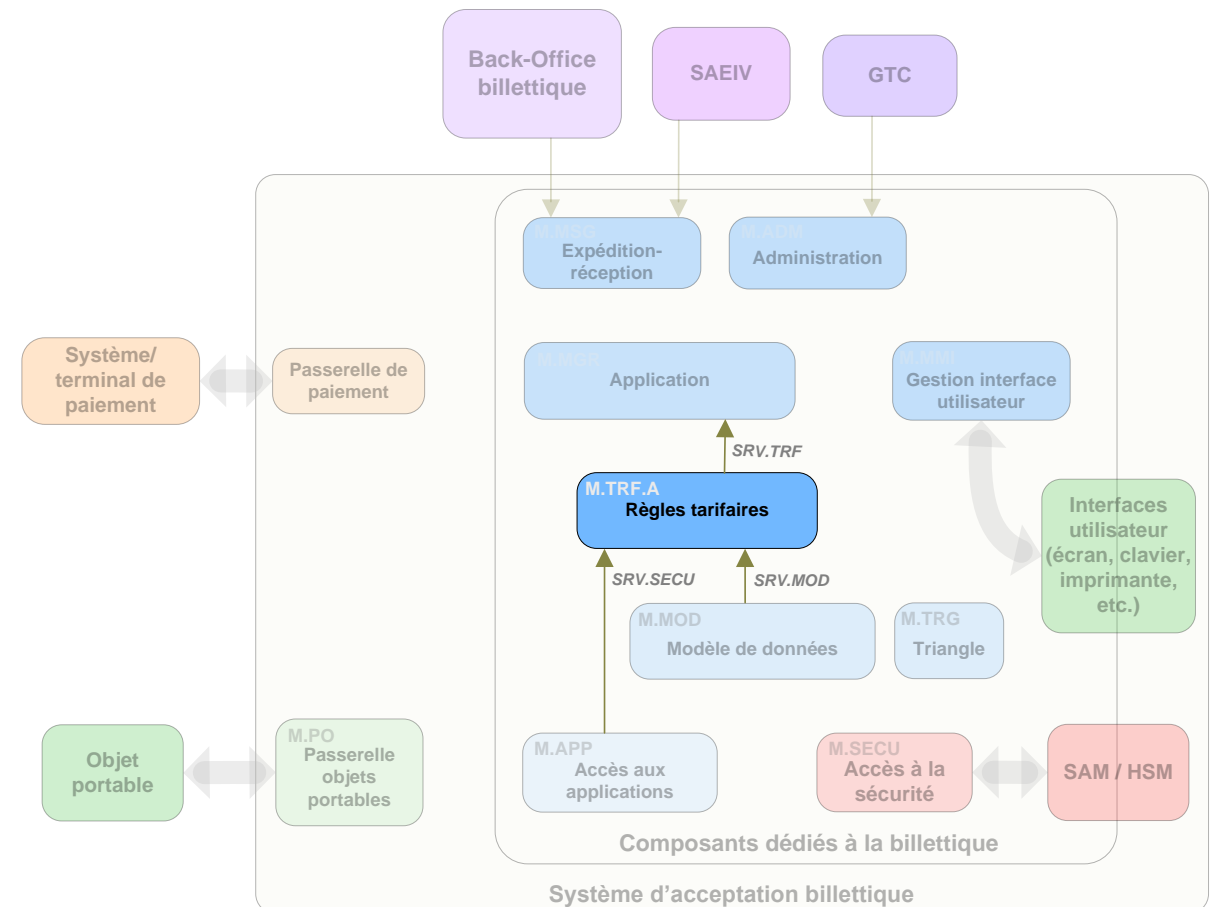 Back-Office
billettique
SAEIV
GTC
M.MSG
Expédition-
réception
M.ADM
Administration
Système/
terminal de
paiement
Passerelle de
paiement
M.MGR
Application
M.MMI
Gestion interface
utilisateur
SRV.TRF
M.TRF.A
Règles tarifaires
Interfaces
utilisateur
(écran, clavier,
imprimante,
etc.)
SRV.SECU
SRV.MOD
M.MOD
Modèle de données
M.TRG
Triangle
Objet
portable
M.PO
Passerelle
objets
portables
M.APP
Accès aux
applications
M.SECU
Accès à la
sécurité
SAM / HSM
Composants dédiés à la billettique
Système d’acceptation billettique